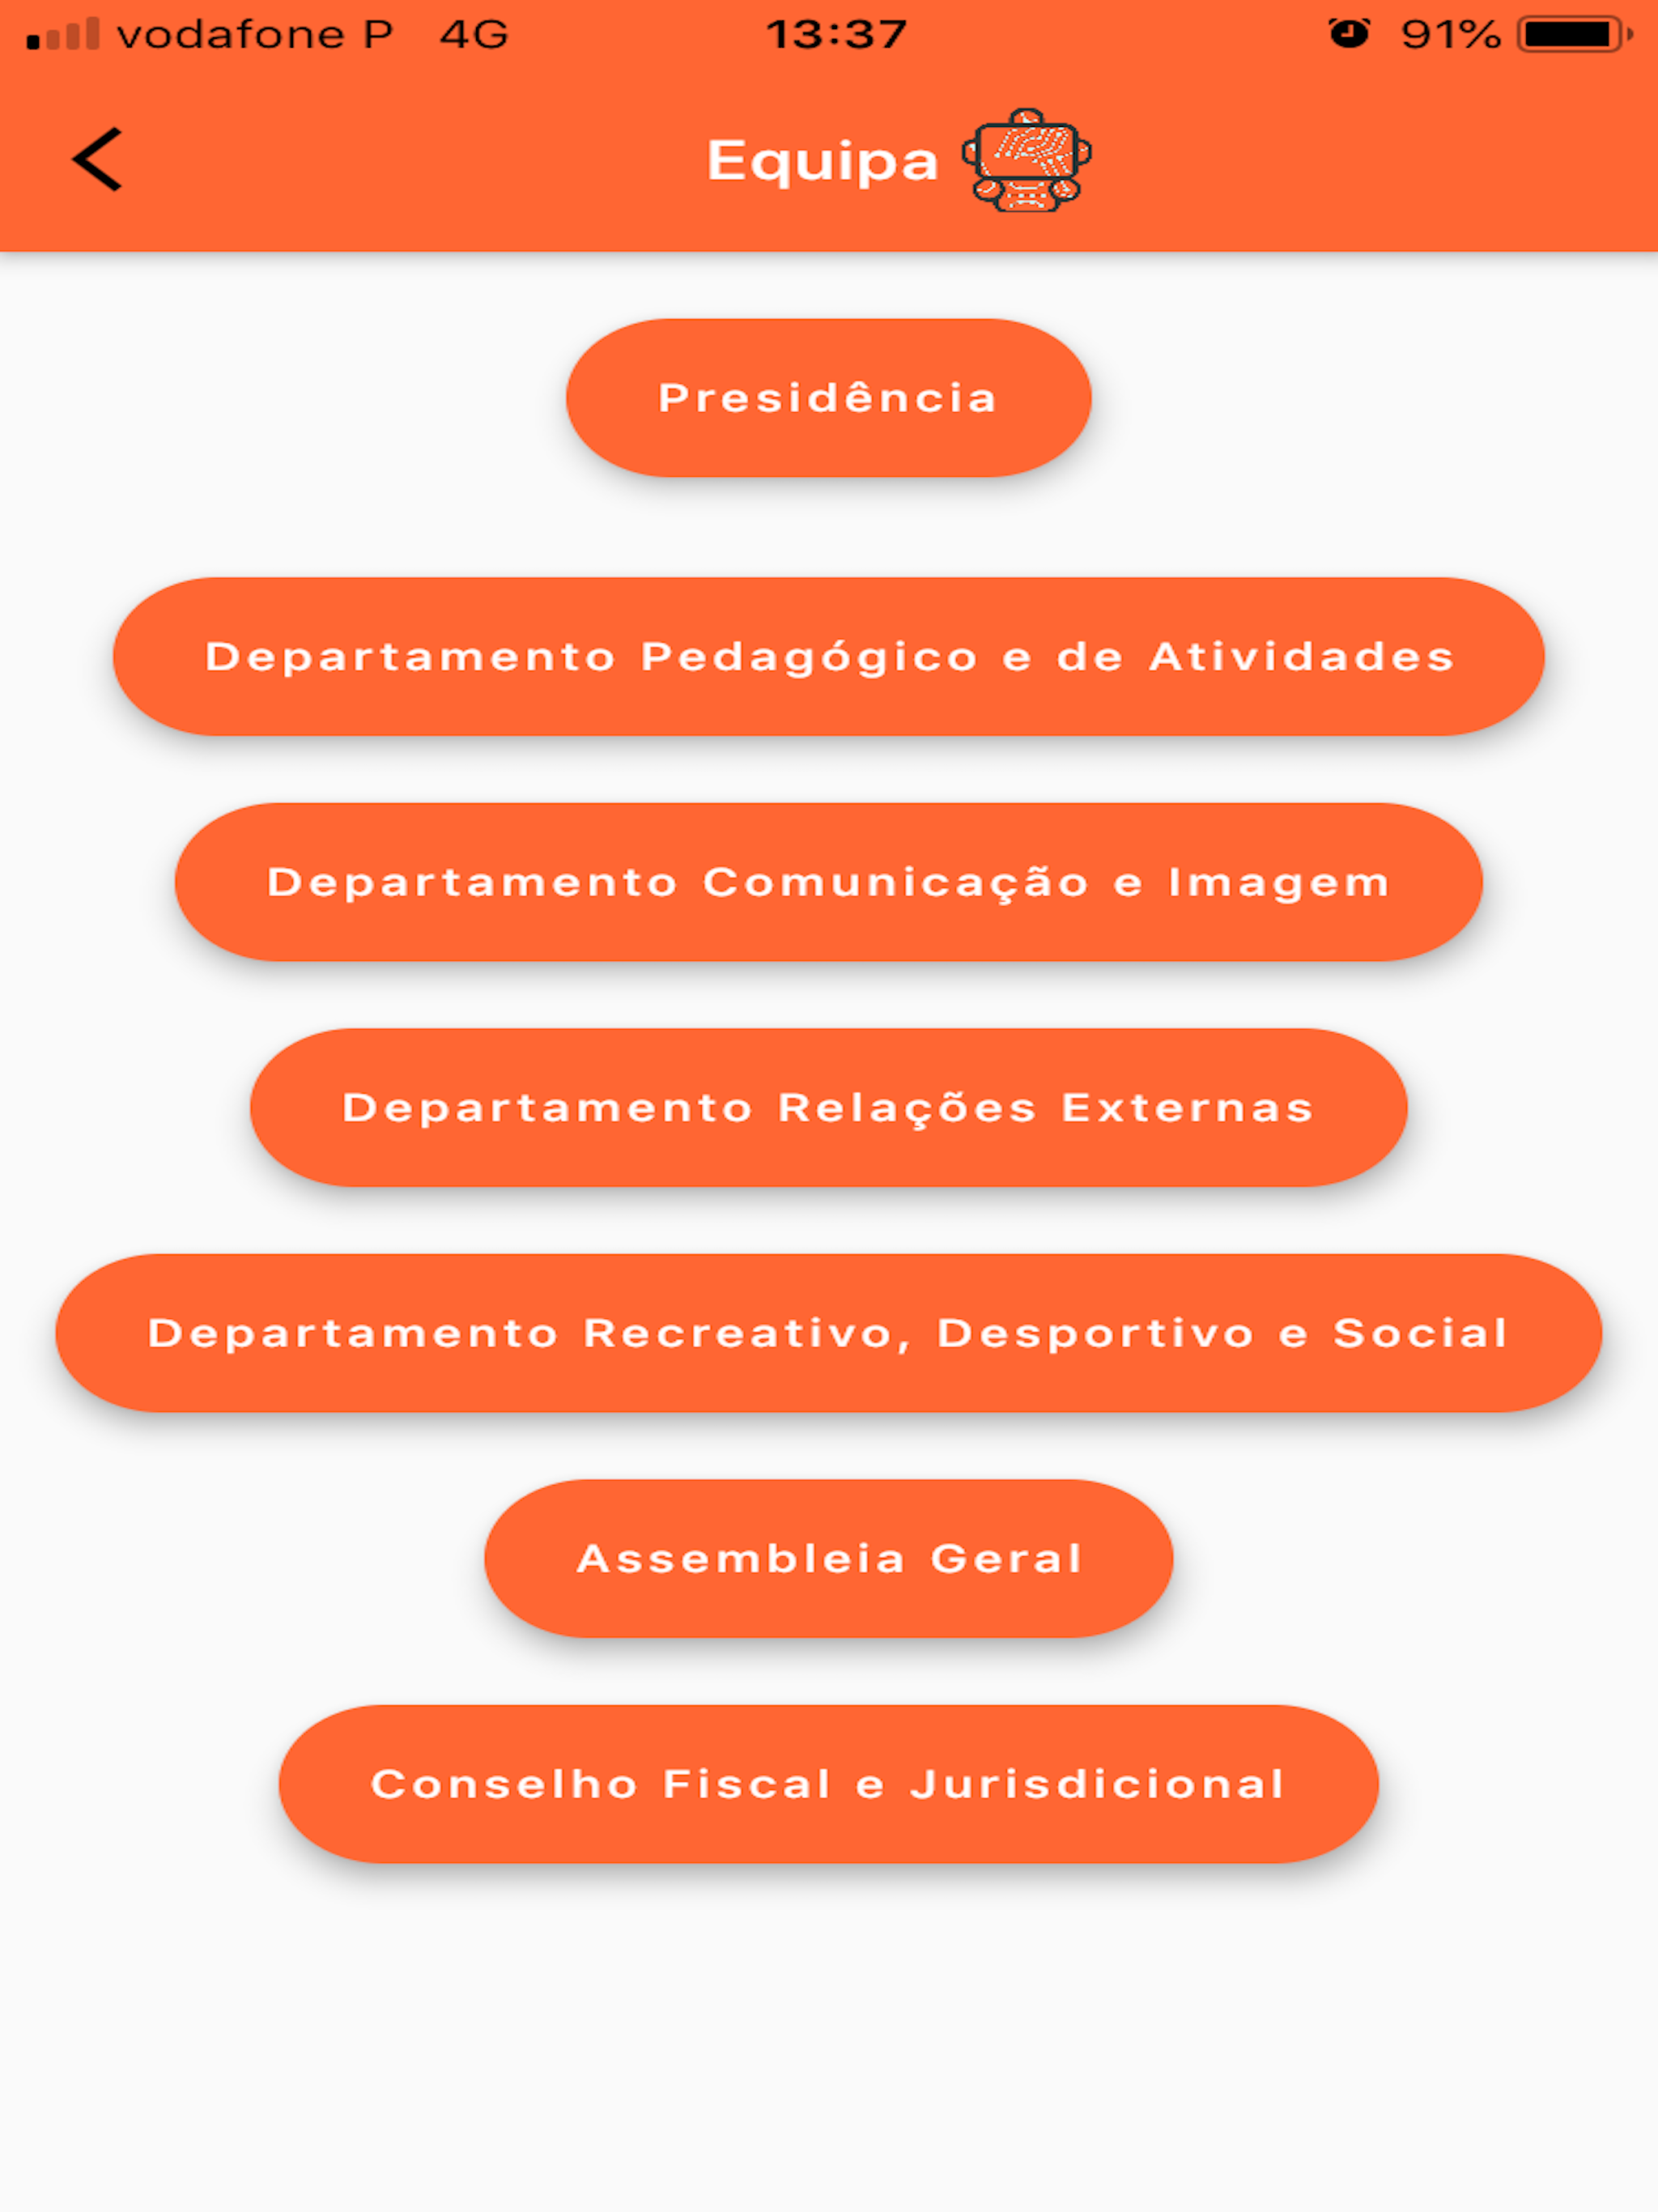 vodafone P 4G 13:37 91%
Equipa
Presidência
Departamento Pedagógico e de Atividades
Departamento Comunicação e Imagem
Departamento Relações Externas
Departamento Recreativo, Desportivo e Social
Assembleia Geral
Conselho Fiscal e Jurisdicional